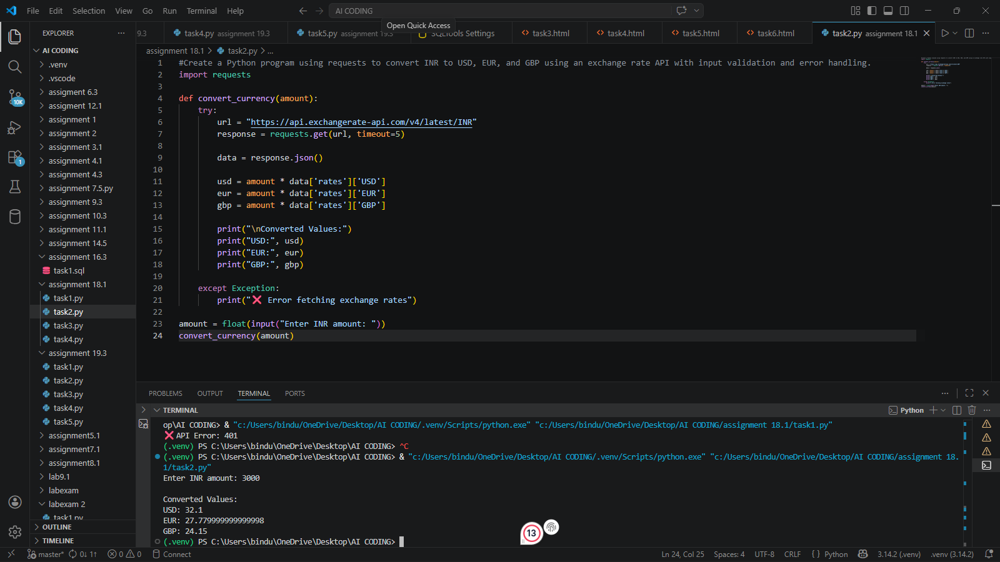 File Edit Selection View Go Run Terminal Help
AI CODING
Open Quick Access
EXPLORER
9.3
task4.py assignment 19.3
task5.py assignment 19.3
SQLTools Settings
task3.html
task4.html
task5.html
task6.html
task2.py assignment 18.1
AI CODING
.venv
.vscode
assigment 6.3
assigment 12.1
assignment 1
assignment 2
assignment 3.1
assignment 4.1
assignment 4.3
assignment 7.5.py
assignment 9.3
assignment 10.3
assignment 11.1
assignment 14.5
assignment 16.3
task1.sql
assignment 18.1
task1.py
task2.py
task3.py
task4.py
assignment 19.3
task1.py
task2.py
task3.py
task4.py
task5.py
assignment5.1
assignment7.1
assignment8.1
lab9.1
labexam
labexam 2
task1.py
OUTLINE
TIMELINE
10K
1
assignment 18.1 > task2.py > ...
1 #Create a Python program using requests to convert INR to USD, EUR, and GBP using an exchange rate API with input validation and error handling.
2 import requests
3
4 def convert_currency(amount):
5 try:
6 url = "https://api.exchangerate-api.com/v4/latest/INR"
7 response = requests.get(url, timeout=5)
8
9 data = response.json()
10
11 usd = amount * data['rates']['USD']
12 eur = amount * data['rates']['EUR']
13 gbp = amount * data['rates']['GBP']
14
15 print("\nConverted Values:")
16 print("USD:", usd)
17 print("EUR:", eur)
18 print("GBP:", gbp)
19
20 except Exception:
21 print("❌ Error fetching exchange rates")
22
23 amount = float(input("Enter INR amount: "))
24 convert_currency(amount)
PROBLEMS OUTPUT TERMINAL PORTS
TERMINAL
Python
op\AI CODING> & "c:/Users/bindu/OneDrive/Desktop/AI CODING/.venv/Scripts/python.exe" "c:/Users/bindu/OneDrive/Desktop/AI CODING/assignment 18.1/task1.py"
❌ API Error: 401
(.venv) PS C:\Users\bindu\OneDrive\Desktop\AI CODING> ^C
(.venv) PS C:\Users\bindu\OneDrive\Desktop\AI CODING> & "c:/Users/bindu/OneDrive/Desktop/AI CODING/.venv/Scripts/python.exe" "c:/Users/bindu/OneDrive/Desktop/AI CODING/assignment 18.
1/task2.py"
Enter INR amount: 3000
Converted Values:
USD: 32.1
EUR: 27.779999999999998
GBP: 24.15
(.venv) PS C:\Users\bindu\OneDrive\Desktop\AI CODING>
13
master* 0↓ 1↑ 0 0 Connect
Ln 24, Col 25 Spaces: 4 UTF-8 CRLF { } Python 3.14.2 (.venv) .venv (3.14.2)